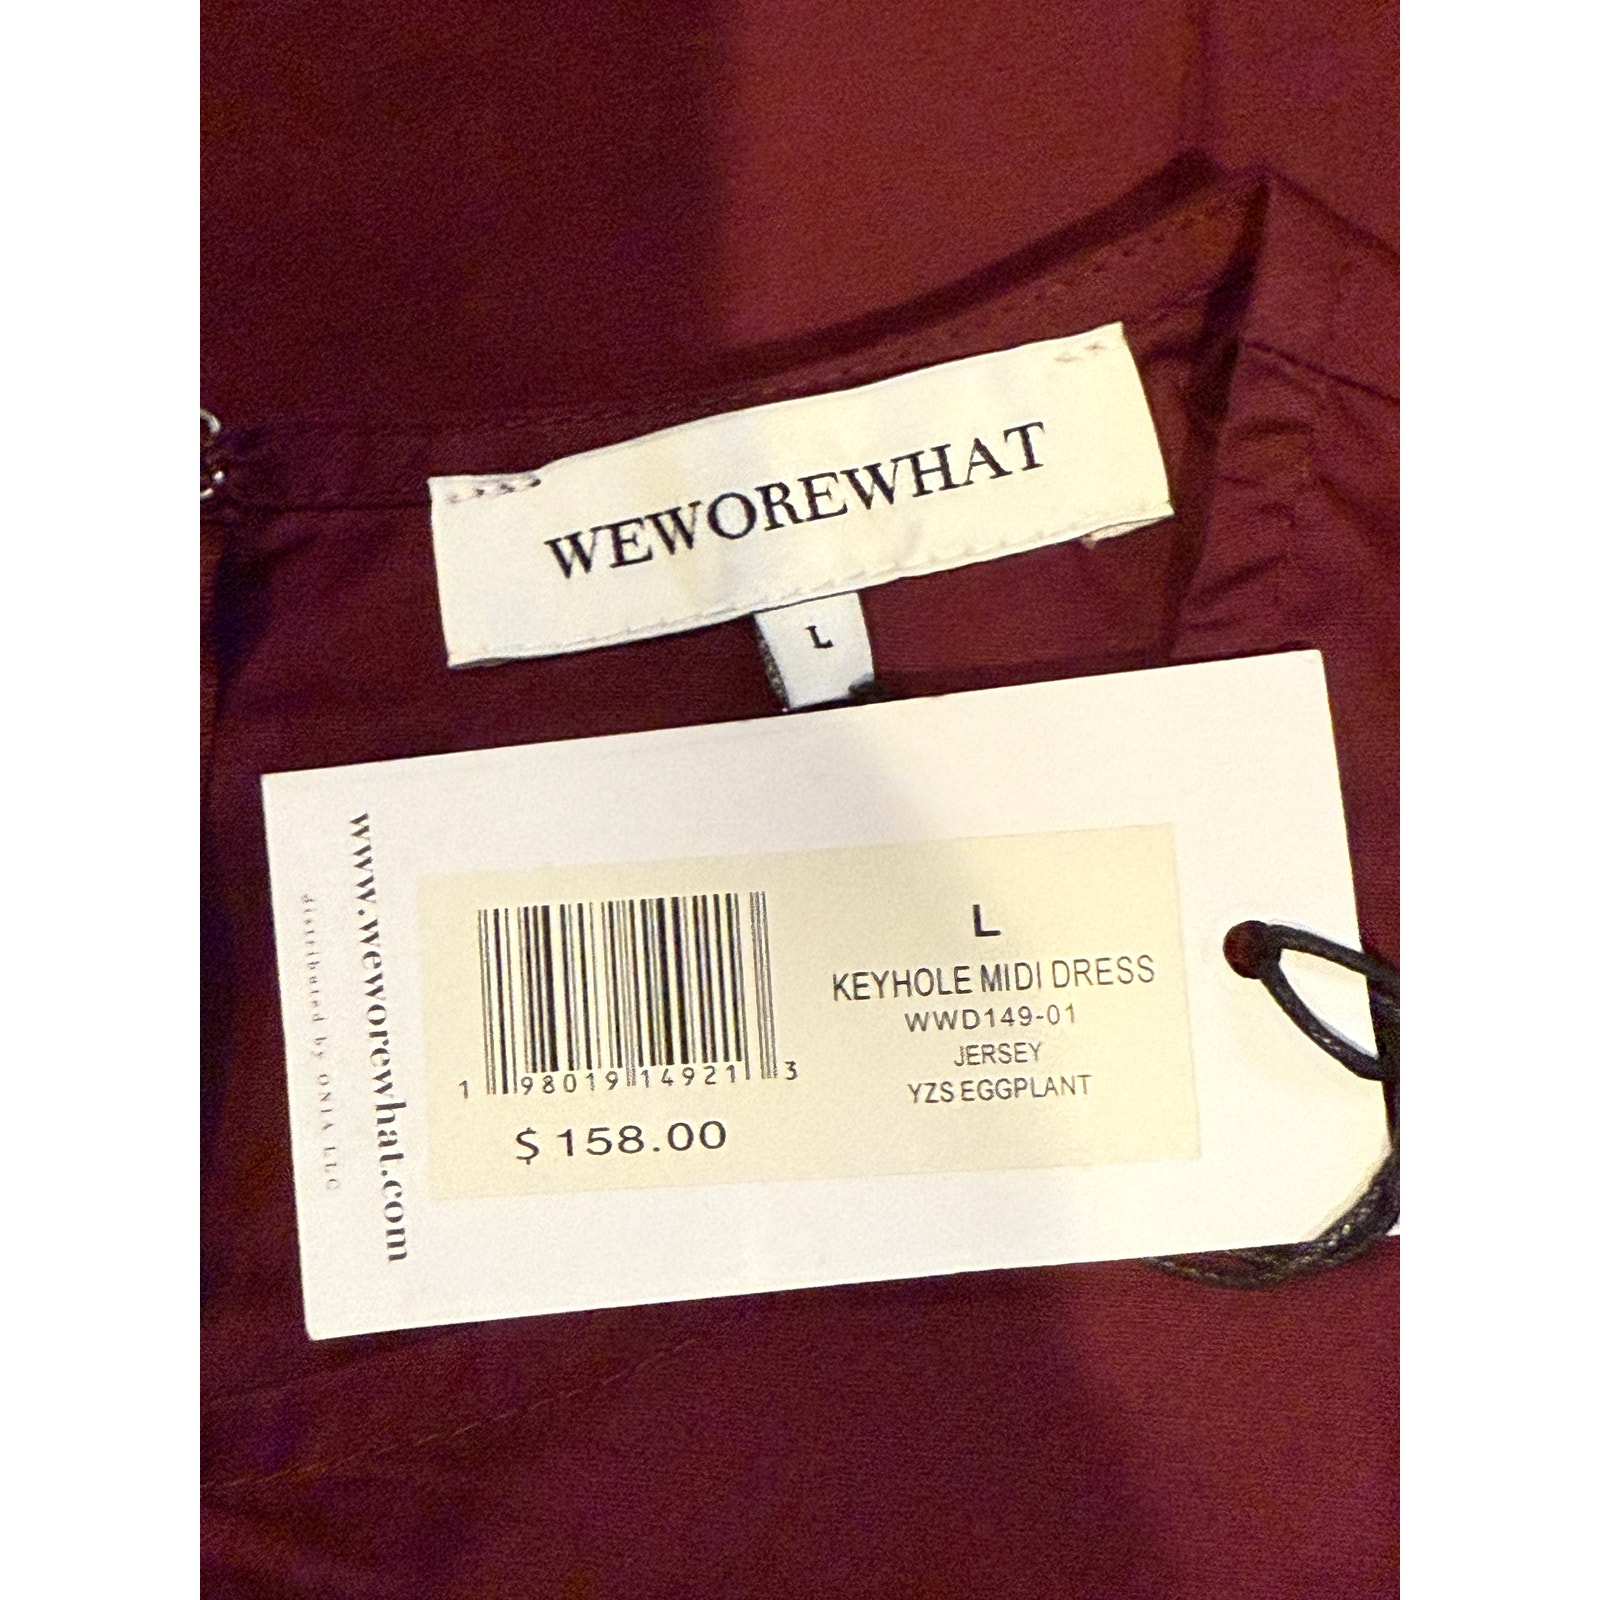 WEWOREWHAT
L
www.weworewhat.com
distributed by ONIA LLC
L
KEYHOLE MIDI DRESS
WWD149-01
JERSEY
YZS EGGPLANT
1 98019 14921 3
$ 158.00